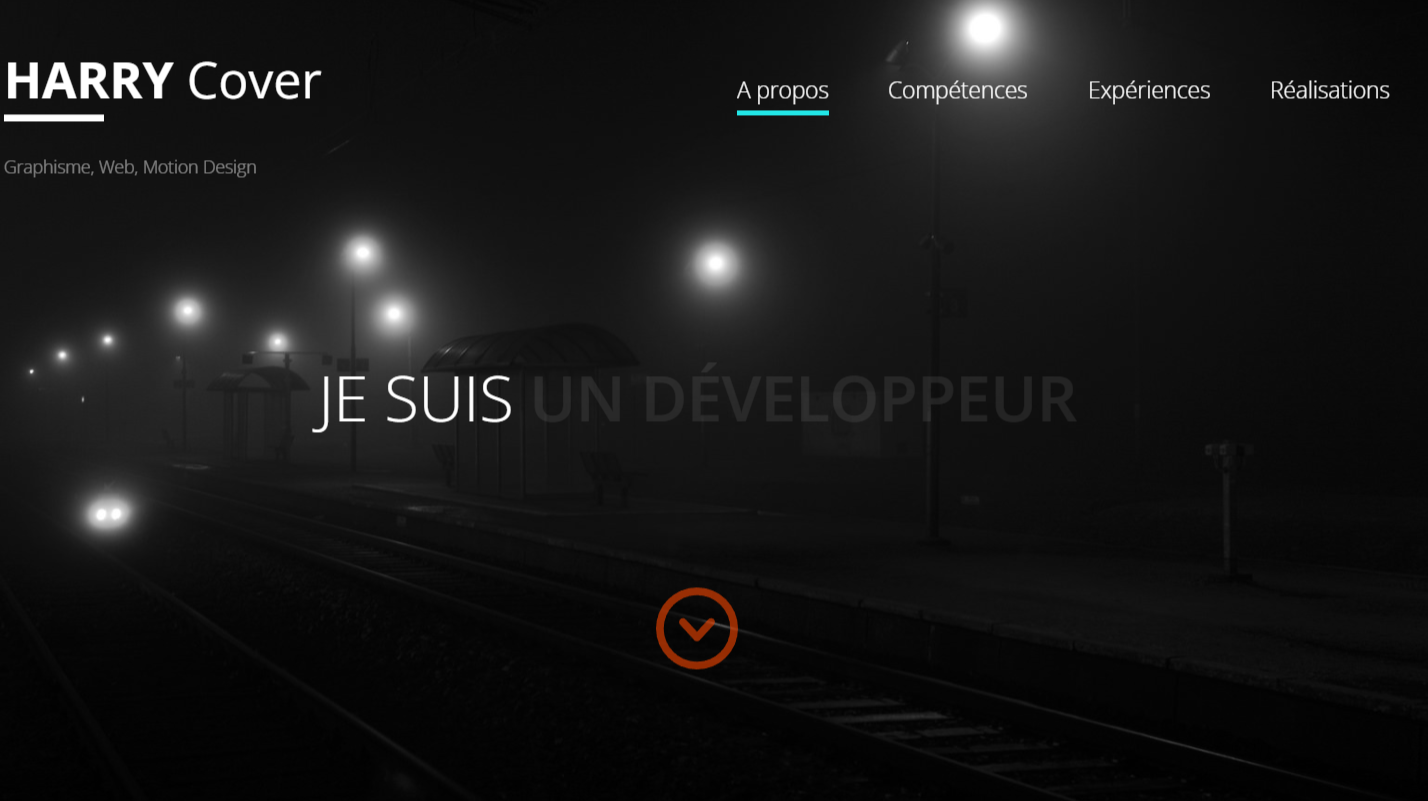 HARRY Cover
A propos Compétences Expériences Réalisations
Graphisme, Web, Motion Design
JE SUIS UN DÉVELOPPEUR